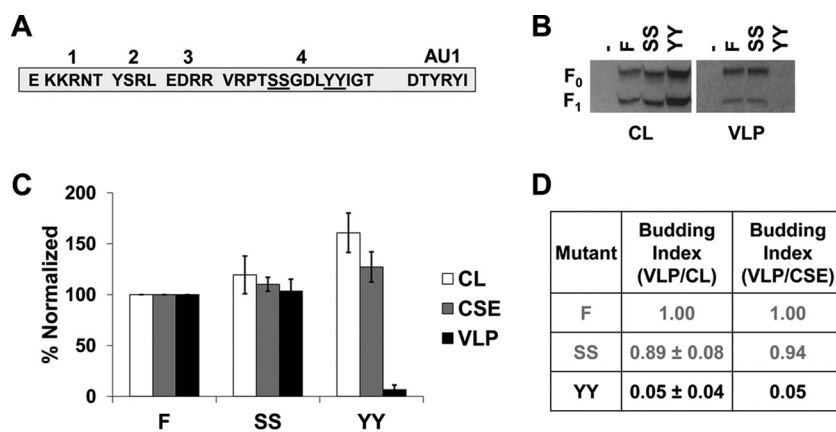 A
1 2 3 4 AU1
E KKRNT YSRL EDRR VRPTSSGDLYYIGT DTYRYI
B
- F SS YY - F SS YY
F0
F1
CL VLP
C
% Normalized
200
150
100
50
0
F SS YY
CL
CSE
VLP
D
Mutant Budding Index (VLP/CL) Budding Index (VLP/CSE)
F 1.00 1.00
SS 0.89 ± 0.08 0.94
YY 0.05 ± 0.04 0.05